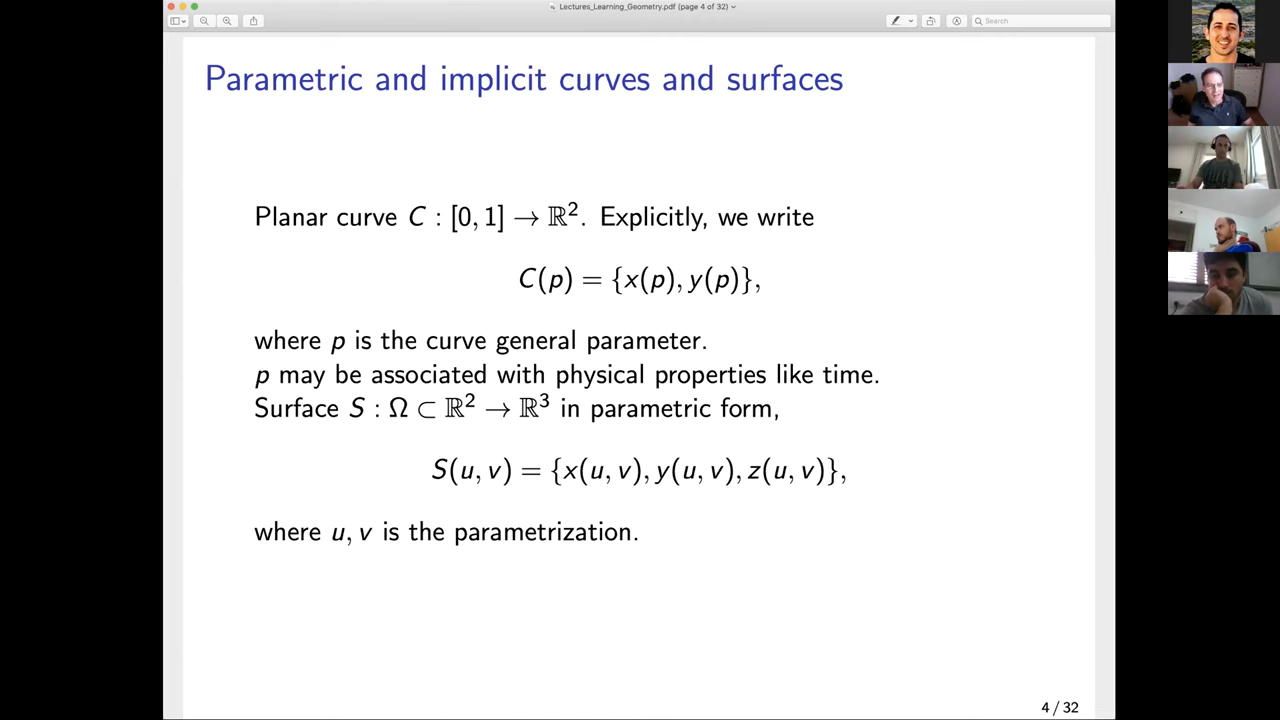 Lectures_Learning_Geometry.pdf (page 4 of 32)
Search
Parametric and implicit curves and surfaces
Planar curve C : [0, 1] → ℝ². Explicitly, we write
C(p) = {x(p), y(p)},
where p is the curve general parameter.
p may be associated with physical properties like time.
Surface S : Ω ⊂ ℝ² → ℝ³ in parametric form,
S(u, v) = {x(u, v), y(u, v), z(u, v)},
where u, v is the parametrization.
4 / 32